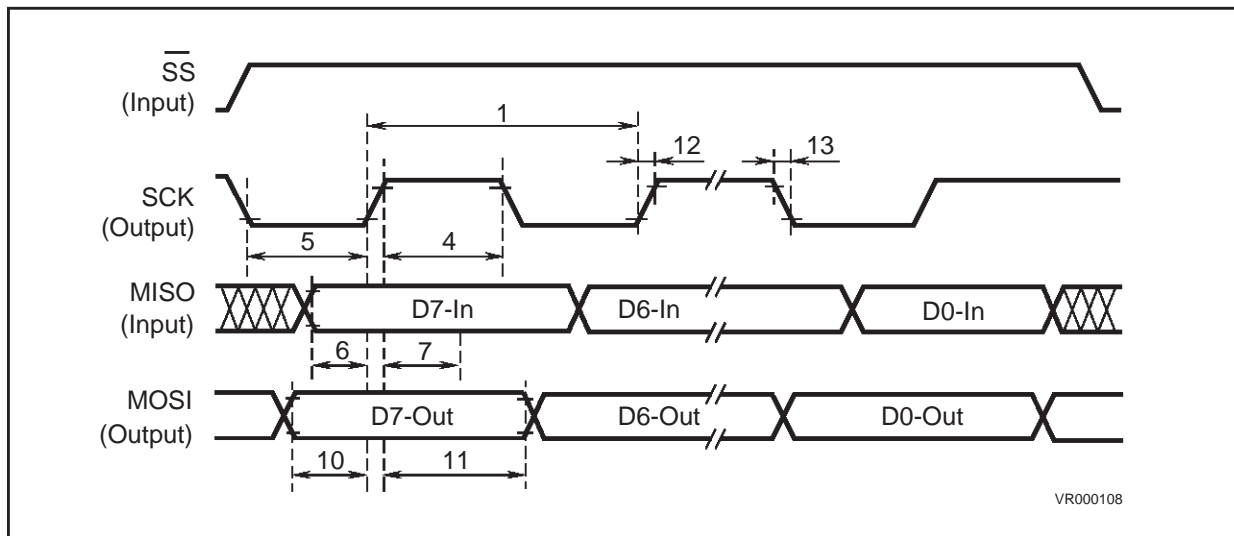 SS
(Input)
1
12
13
SCK
(Output)
5
4
MISO
(Input)
D7-In
D6-In
D0-In
6
7
MOSI
(Output)
D7-Out
D6-Out
D0-Out
10
11
VR000108